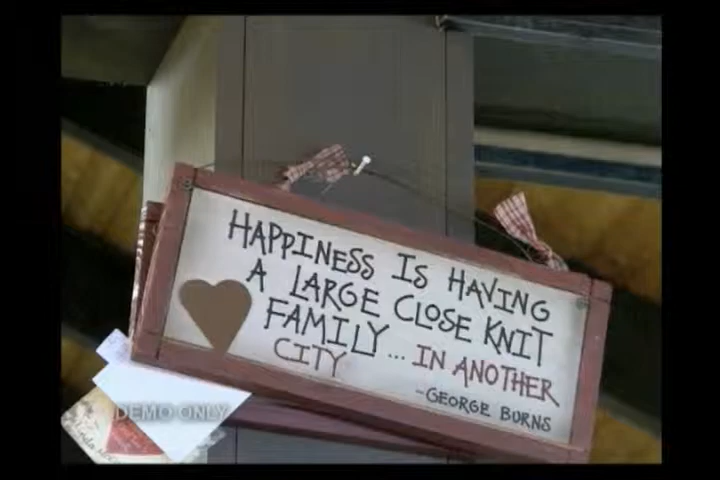 HAPPINESS IS HAVING
A LARGE CLOSE KNIT
FAMILY... IN ANOTHER
CITY
-GEORGE BURNS
DEMO ONLY